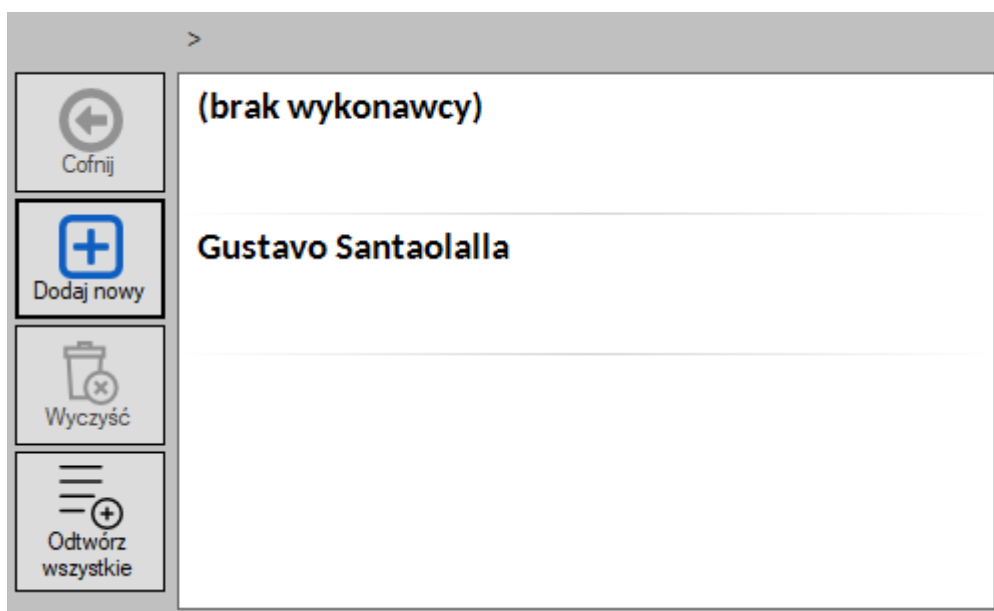 >
Cofnij
(brak wykonawcy)
Dodaj nowy
Gustavo Santaolalla
Wyczyść
Odtwórz
wszystkie